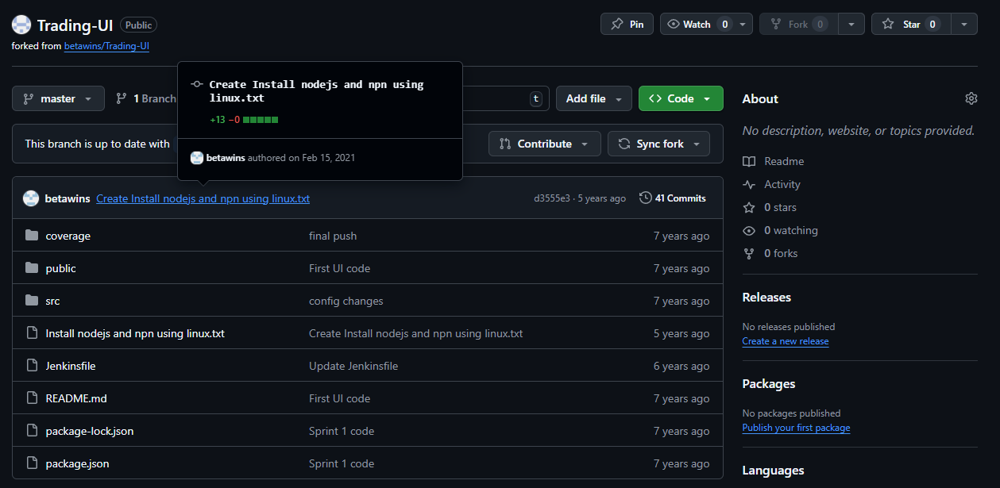 Trading-UI Public Pin Watch 0 Fork 0 Star 0
forked from betawins/Trading-UI
master 1 Branch t Add file Code
Create Install nodejs and npn using
linux.txt
+13 −0
betawins authored on Feb 15, 2021
This branch is up to date with Contribute Sync fork
betawins Create Install nodejs and npn using linux.txt d3555e3 · 5 years ago 41 Commits
coverage final push 7 years ago
public First UI code 7 years ago
src config changes 7 years ago
Install nodejs and npn using linux.txt Create Install nodejs and npn using linux.txt 5 years ago
Jenkinsfile Update Jenkinsfile 6 years ago
README.md First UI code 7 years ago
package-lock.json Sprint 1 code 7 years ago
package.json Sprint 1 code 7 years ago
About
No description, website, or topics provided.
Readme
Activity
0 stars
0 watching
0 forks
Releases
No releases published
Create a new release
Packages
No packages published
Publish your first package
Languages